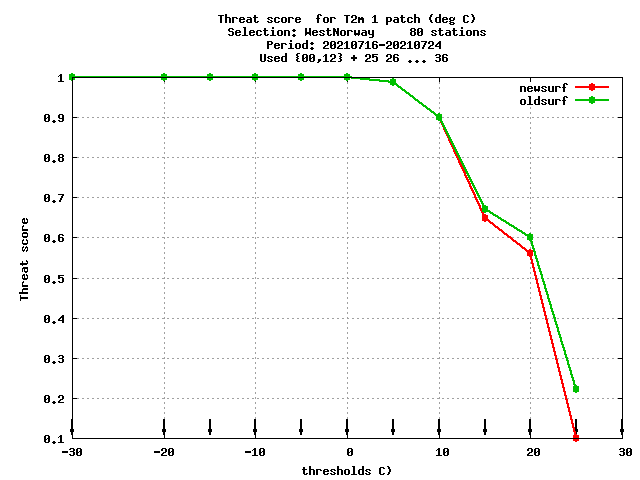 Threat score  for T2m 1 patch (deg C)
Selection: WestNorway     80 stations
Period: 20210716-20210724
Used {00,12} + 25 26 ... 36
newsurf
oldsurf
1
0.9
0.8
0.7
0.6
0.5
0.4
0.3
0.2
0.1
Threat score
-30
-20
-10
0
10
20
30
thresholds C)